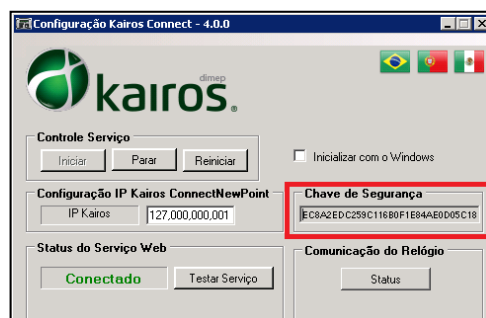 Configuração Kairos Connect - 4.0.0
dimep
kairos.
Controle Serviço
Iniciar Parar Reiniciar
Inicializar com o Windows
Configuração IP Kairos ConnectNewPoint
IP Kairos 127,000,000,001
Chave de Segurança
EC8A2EDC259C116B0F1E84AE0D05C18
Status do Serviço Web
Conectado Testar Serviço
Comunicação do Relógio
Status